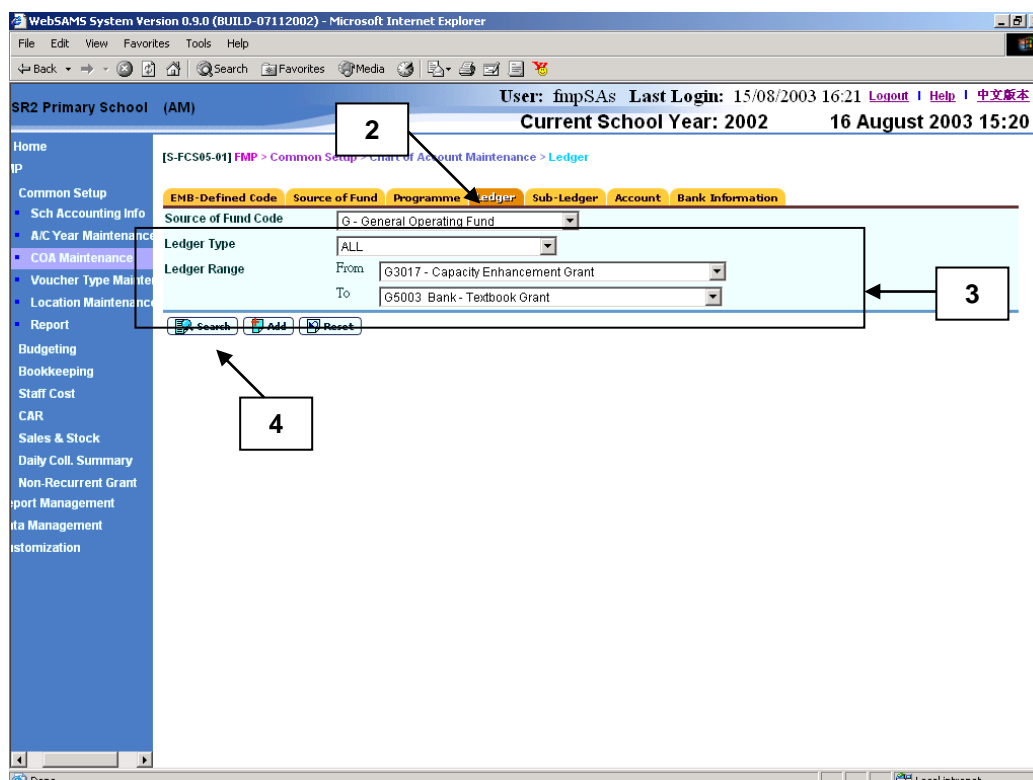 WebSAMS System Version 0.9.0 (BUILD-07112002) - Microsoft Internet Explorer
File Edit View Favorites Tools Help
Back Search Favorites Media
SR2 Primary School (AM)
User: fmpSAs Last Login: 15/08/2003 16:21 Logout | Help | 中文版本
Current School Year: 2002 16 August 2003 15:20
2
[S-FCS05-01] FMP > Common Setup > Chart of Account Maintenance > Ledger
EMB-Defined Code Source of Fund Programme Ledger Sub-Ledger Account Bank Information
Source of Fund Code G - General Operating Fund
Ledger Type ALL
Ledger Range From G3017 - Capacity Enhancement Grant
To G5003 Bank - Textbook Grant
3
Search Add Reset
4
Home
MP
Common Setup
Sch Accounting Info
A/C Year Maintenance
COA Maintenance
Voucher Type Mainte
Location Maintenance
Report
Budgeting
Bookkeeping
Staff Cost
CAR
Sales & Stock
Daily Coll. Summary
Non-Recurrent Grant
port Management
ta Management
stomization